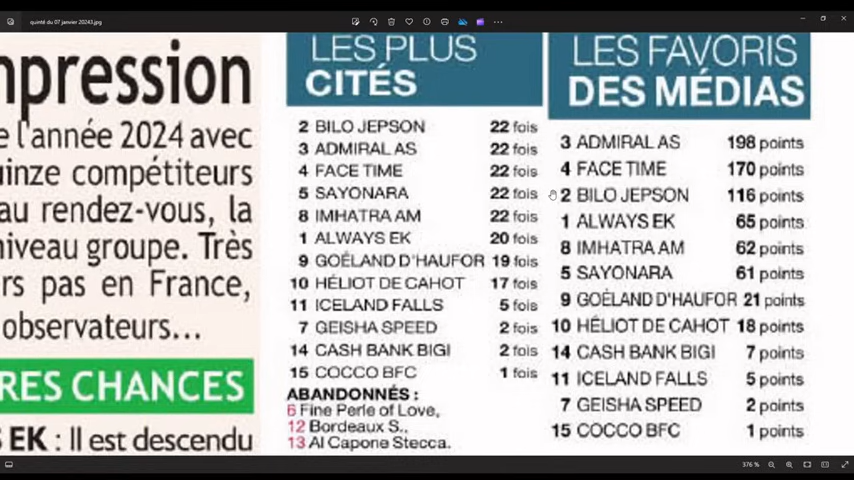 quinté du 07 janvier 20243.jpg
mpression
e l'année 2024 avec
uinze compétiteurs
au rendez-vous, la
niveau groupe. Très
rs pas en France,
observateurs...
RES CHANCES
S EK : Il est descendu
LES PLUS
CITÉS
2 BILO JEPSON 22 fois
3 ADMIRAL AS 22 fois
4 FACE TIME 22 fois
5 SAYONARA 22 fois
8 IMHATRA AM 22 fois
1 ALWAYS EK 20 fois
9 GOÉLAND D'HAUFOR 19 fois
10 HÉLIOT DE CAHOT 17 fois
11 ICELAND FALLS 5 fois
7 GEISHA SPEED 2 fois
14 CASH BANK BIGI 2 fois
15 COCCO BFC 1 fois
ABANDONNÉS :
6 Fine Perle of Love,
12 Bordeaux S.,
13 Al Capone Stecca.
LES FAVORIS
DES MÉDIAS
3 ADMIRAL AS 198 points
4 FACE TIME 170 points
2 BILO JEPSON 116 points
1 ALWAYS EK 65 points
8 IMHATRA AM 62 points
5 SAYONARA 61 points
9 GOÉLAND D'HAUFOR 21 points
10 HÉLIOT DE CAHOT 18 points
14 CASH BANK BIGI 7 points
11 ICELAND FALLS 5 points
7 GEISHA SPEED 2 points
15 COCCO BFC 1 points
376 %